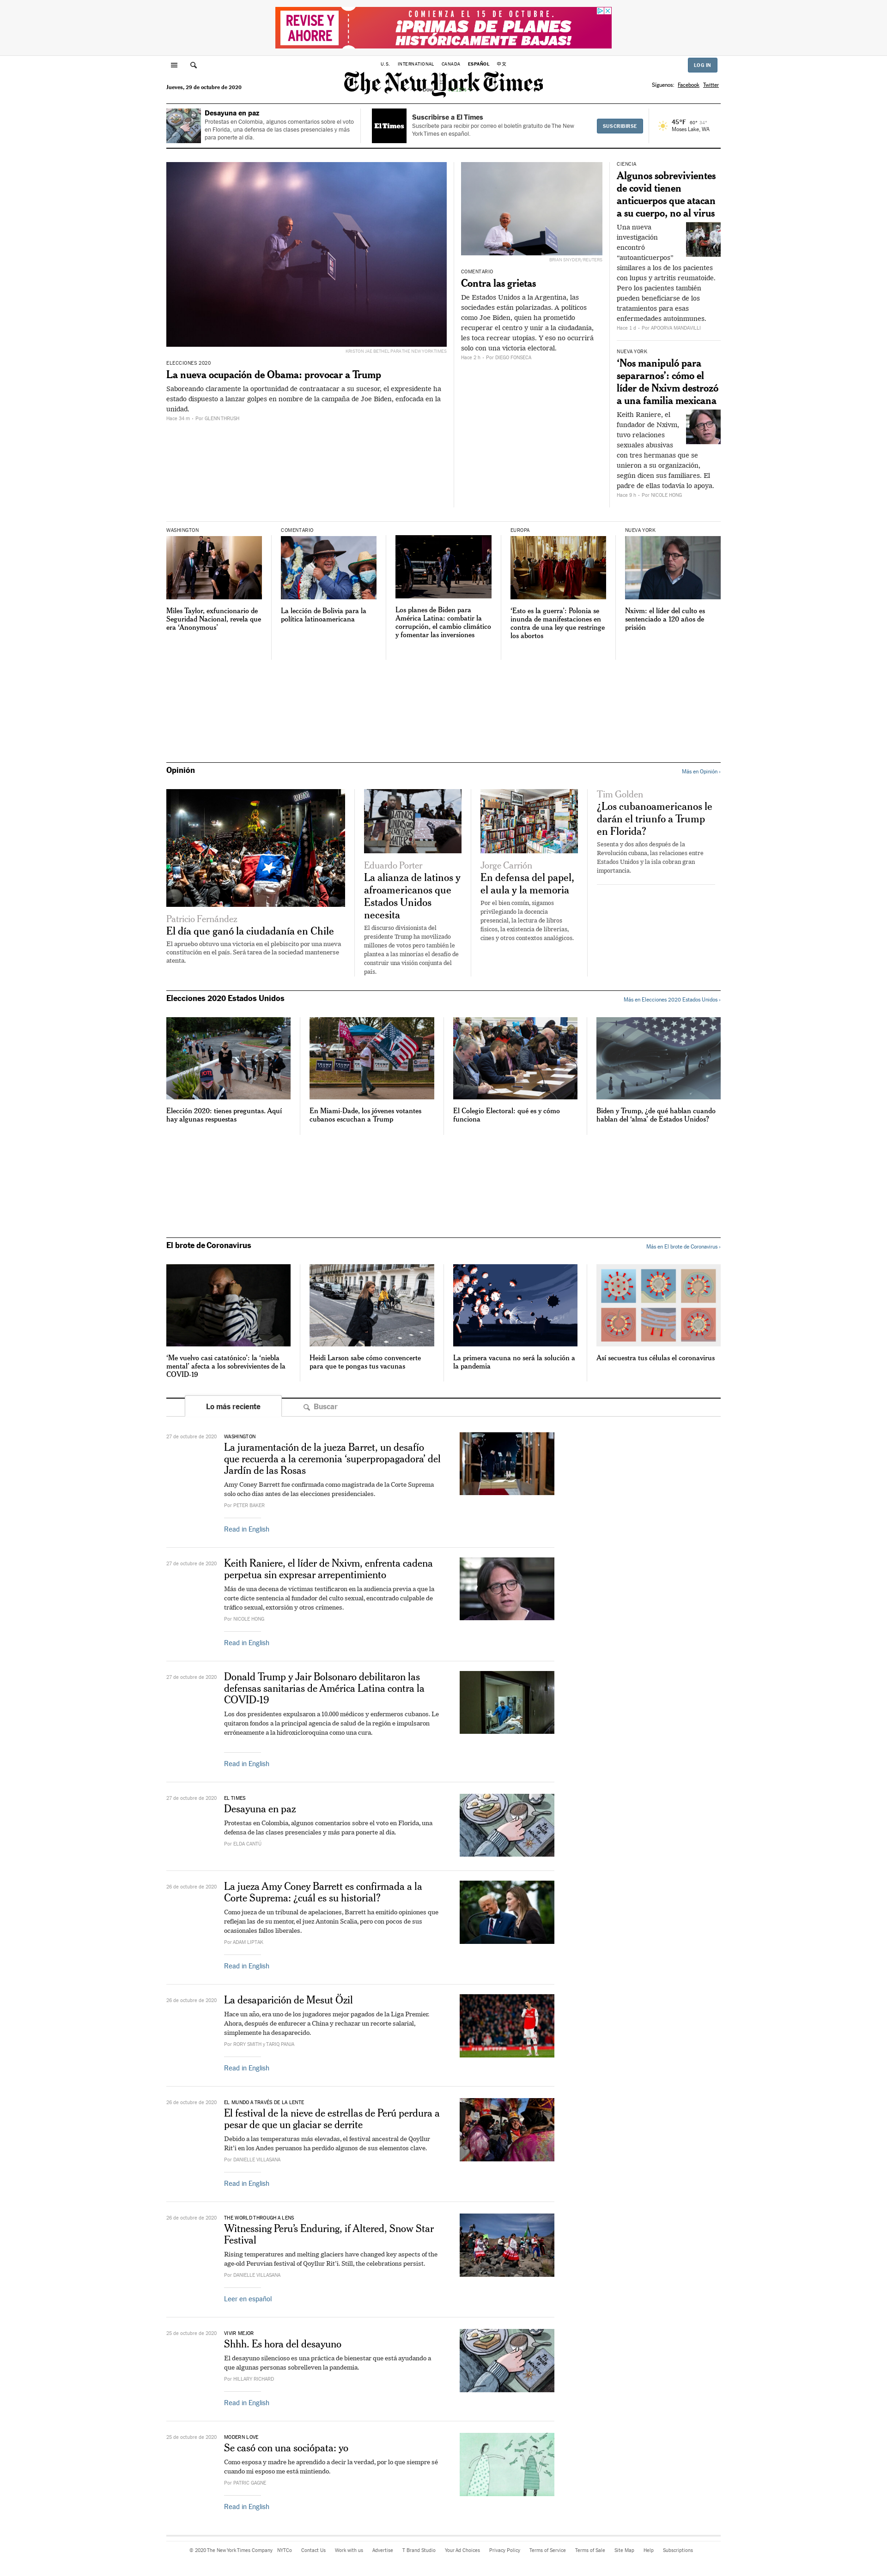 REVISE Y
AHORRE
COMIENZA EL 15 DE OCTUBRE.
¡PRIMAS DE PLANES
HISTÓRICAMENTE BAJAS!
U.S. INTERNATIONAL CANADA ESPAÑOL 中文
LOG IN
The New York Times
Jueves, 29 de octubre de 2020
Síguenos: Facebook Twitter
Desayuna en paz
Protestas en Colombia, algunos comentarios sobre el voto
en Florida, una defensa de las clases presenciales y más
para ponerte al día.
El Times
Suscribirse a El Times
Suscríbete para recibir por correo el boletín gratuito de The New
York Times en español.
SUSCRIBIRSE
45°F 60° 34°
Moses Lake, WA
KRISTON JAE BETHEL PARA THE NEW YORK TIMES
ELECCIONES 2020
La nueva ocupación de Obama: provocar a Trump
Saboreando claramente la oportunidad de contraatacar a su sucesor, el expresidente ha
estado dispuesto a lanzar golpes en nombre de la campaña de Joe Biden, enfocada en la
unidad.
Hace 34 m - Por GLENN THRUSH
BRIAN SNYDER/REUTERS
COMENTARIO
Contra las grietas
De Estados Unidos a la Argentina, las
sociedades están polarizadas. A políticos
como Joe Biden, quien ha prometido
recuperar el centro y unir a la ciudadanía,
les toca recrear utopías. Y eso no ocurrirá
solo con una victoria electoral.
Hace 2 h - Por DIEGO FONSECA
CIENCIA
Algunos sobrevivientes
de covid tienen
anticuerpos que atacan
a su cuerpo, no al virus
Una nueva
investigación
encontró
“autoanticuerpos”
similares a los de los pacientes
con lupus y artritis reumatoide.
Pero los pacientes también
pueden beneficiarse de los
tratamientos para esas
enfermedades autoinmunes.
Hace 1 d - Por APOORVA MANDAVILLI
NUEVA YORK
‘Nos manipuló para
separarnos’: cómo el
líder de Nxivm destrozó
a una familia mexicana
Keith Raniere, el
fundador de Nxivm,
tuvo relaciones
sexuales abusivas
con tres hermanas que se
unieron a su organización,
según dicen sus familiares. El
padre de ellas todavía lo apoya.
Hace 9 h - Por NICOLE HONG
WASHINGTON
Miles Taylor, exfuncionario de
Seguridad Nacional, revela que
era ‘Anonymous’
COMENTARIO
La lección de Bolivia para la
política latinoamericana
Los planes de Biden para
América Latina: combatir la
corrupción, el cambio climático
y fomentar las inversiones
EUROPA
‘Esto es la guerra’: Polonia se
inunda de manifestaciones en
contra de una ley que restringe
los abortos
NUEVA YORK
Nxivm: el líder del culto es
sentenciado a 120 años de
prisión
Opinión
Más en Opinión ›
Patricio Fernández
El día que ganó la ciudadanía en Chile
El apruebo obtuvo una victoria en el plebiscito por una nueva
constitución en el país. Será tarea de la sociedad mantenerse
atenta.
Eduardo Porter
La alianza de latinos y
afroamericanos que
Estados Unidos
necesita
El discurso divisionista del
presidente Trump ha movilizado
millones de votos pero también le
plantea a las minorías el desafío de
construir una visión conjunta del
país.
Jorge Carrión
En defensa del papel,
el aula y la memoria
Por el bien común, sigamos
privilegiando la docencia
presencial, la lectura de libros
físicos, la existencia de librerías,
cines y otros contextos analógicos.
Tim Golden
¿Los cubanoamericanos le
darán el triunfo a Trump
en Florida?
Sesenta y dos años después de la
Revolución cubana, las relaciones entre
Estados Unidos y la isla cobran gran
importancia.
Elecciones 2020 Estados Unidos
Más en Elecciones 2020 Estados Unidos ›
Elección 2020: tienes preguntas. Aquí
hay algunas respuestas
En Miami-Dade, los jóvenes votantes
cubanos escuchan a Trump
El Colegio Electoral: qué es y cómo
funciona
Biden y Trump, ¿de qué hablan cuando
hablan del ‘alma’ de Estados Unidos?
El brote de Coronavirus
Más en El brote de Coronavirus ›
‘Me vuelvo casi catatónico’: la ‘niebla
mental’ afecta a los sobrevivientes de la
COVID-19
Heidi Larson sabe cómo convencerte
para que te pongas tus vacunas
La primera vacuna no será la solución a
la pandemia
Así secuestra tus células el coronavirus
Lo más reciente
Buscar
27 de octubre de 2020
WASHINGTON
La juramentación de la jueza Barret, un desafío
que recuerda a la ceremonia ‘superpropagadora’ del
Jardín de las Rosas
Amy Coney Barrett fue confirmada como magistrada de la Corte Suprema
solo ocho días antes de las elecciones presidenciales.
Por PETER BAKER
Read in English
27 de octubre de 2020
Keith Raniere, el líder de Nxivm, enfrenta cadena
perpetua sin expresar arrepentimiento
Más de una decena de víctimas testificaron en la audiencia previa a que la
corte dicte sentencia al fundador del culto sexual, encontrado culpable de
tráfico sexual, extorsión y otros crímenes.
Por NICOLE HONG
Read in English
27 de octubre de 2020
Donald Trump y Jair Bolsonaro debilitaron las
defensas sanitarias de América Latina contra la
COVID-19
Los dos presidentes expulsaron a 10.000 médicos y enfermeros cubanos. Le
quitaron fondos a la principal agencia de salud de la región e impulsaron
erróneamente a la hidroxicloroquina como una cura.
Read in English
27 de octubre de 2020
EL TIMES
Desayuna en paz
Protestas en Colombia, algunos comentarios sobre el voto en Florida, una
defensa de las clases presenciales y más para ponerte al día.
Por ELDA CANTÚ
26 de octubre de 2020
La jueza Amy Coney Barrett es confirmada a la
Corte Suprema: ¿cuál es su historial?
Como jueza de un tribunal de apelaciones, Barrett ha emitido opiniones que
reflejan las de su mentor, el juez Antonin Scalia, pero con pocos de sus
ocasionales fallos liberales.
Por ADAM LIPTAK
Read in English
26 de octubre de 2020
La desaparición de Mesut Özil
Hace un año, era uno de los jugadores mejor pagados de la Liga Premier.
Ahora, después de enfurecer a China y rechazar un recorte salarial,
simplemente ha desaparecido.
Por RORY SMITH y TARIQ PANJA
Read in English
26 de octubre de 2020
EL MUNDO A TRAVÉS DE LA LENTE
El festival de la nieve de estrellas de Perú perdura a
pesar de que un glaciar se derrite
Debido a las temperaturas más elevadas, el festival ancestral de Qoyllur
Rit’i en los Andes peruanos ha perdido algunos de sus elementos clave.
Por DANIELLE VILLASANA
Read in English
26 de octubre de 2020
THE WORLD THROUGH A LENS
Witnessing Peru’s Enduring, if Altered, Snow Star
Festival
Rising temperatures and melting glaciers have changed key aspects of the
age-old Peruvian festival of Qoyllur Rit’i. Still, the celebrations persist.
Por DANIELLE VILLASANA
Leer en español
25 de octubre de 2020
VIVIR MEJOR
Shhh. Es hora del desayuno
El desayuno silencioso es una práctica de bienestar que está ayudando a
que algunas personas sobrelleven la pandemia.
Por HILLARY RICHARD
Read in English
25 de octubre de 2020
MODERN LOVE
Se casó con una sociópata: yo
Como esposa y madre he aprendido a decir la verdad, por lo que siempre sé
cuando mi esposo me está mintiendo.
Por PATRIC GAGNE
Read in English
© 2020 The New York Times Company NYTCo Contact Us Work with us Advertise T Brand Studio Your Ad Choices Privacy Policy Terms of Service Terms of Sale Site Map Help Subscriptions